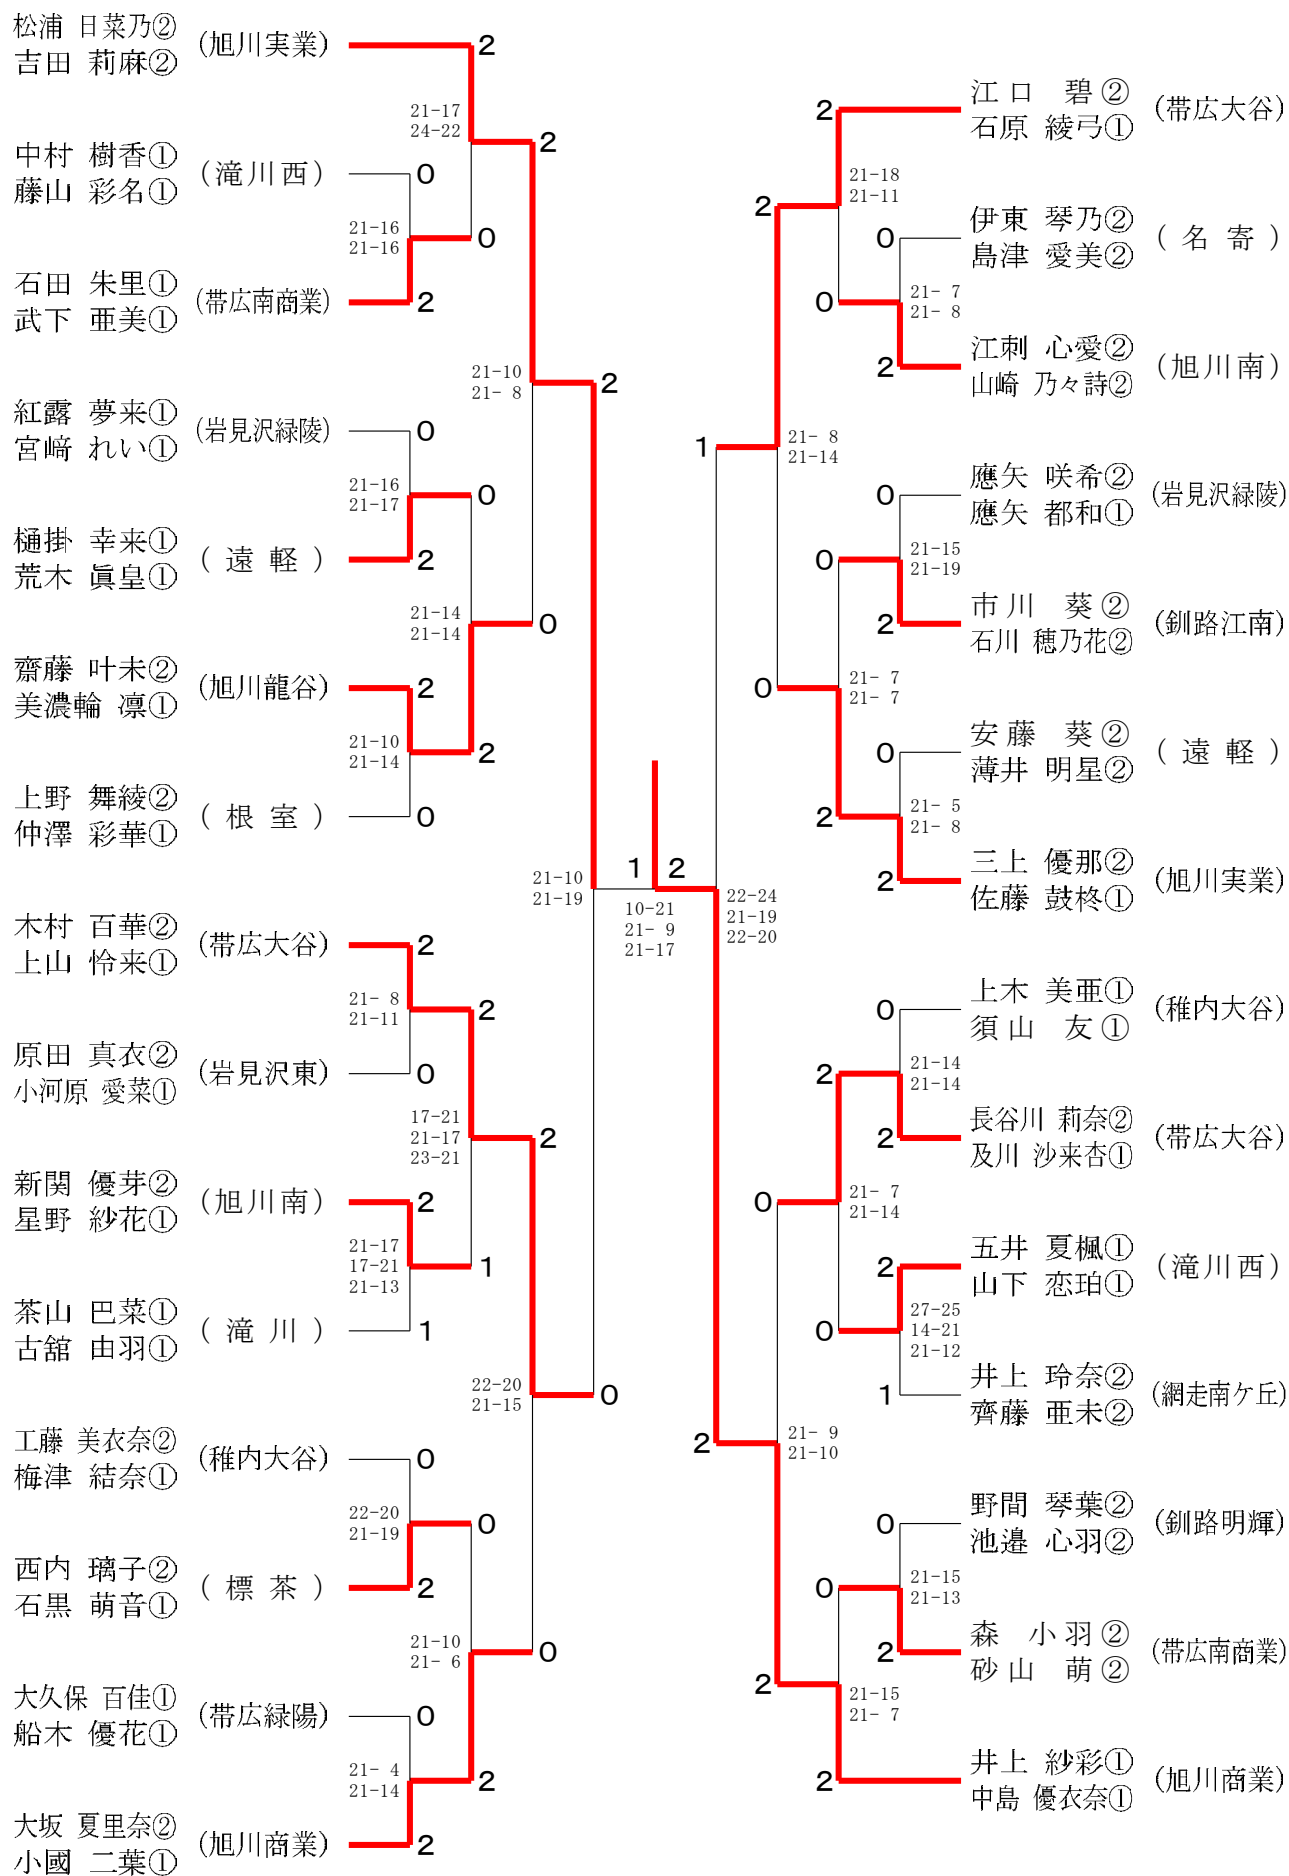 松浦 日菜乃②
吉田 莉麻②
(旭川実業)
2
21-17
24-22
2
中村 樹香①
藤山 彩名①
(滝川西)
0
21-16
21-16
0
石田 朱里①
武下 亜美①
(帯広南商業)
2
21-10
21- 8
2
紅露 夢来①
宮﨑 れい①
(岩見沢緑陵)
0
21-16
21-17
0
樋掛 幸来①
荒木 眞皇①
(遠軽)
2
21-14
21-14
0
齋藤 叶未②
美濃輪 凛①
(旭川龍谷)
2
21-10
21-14
2
上野 舞綾②
仲澤 彩華①
(根室)
0
21-10
21-19
木村 百華②
上山 怜来①
(帯広大谷)
2
21- 8
21-11
2
原田 真衣②
小河原 愛菜①
(岩見沢東)
0
17-21
21-17
23-21
2
新関 優芽②
星野 紗花①
(旭川南)
2
21-17
17-21
21-13
1
茶山 巴菜①
古舘 由羽①
(滝川)
1
22-20
21-15
0
工藤 美衣奈②
梅津 結奈①
(稚内大谷)
0
22-20
21-19
0
西内 璃子②
石黒 萌音①
(標茶)
2
21-10
21- 6
0
大久保 百佳①
船木 優花①
(帯広緑陽)
0
21- 4
21-14
2
大坂 夏里奈②
小國 二葉①
(旭川商業)
2
1 2
10-21
21- 9
21-17
江口 碧②
石原 綾弓①
(帯広大谷)
2
21-18
21-11
2
伊東 琴乃②
島津 愛美②
(名寄)
0
21- 7
21- 8
0
江刺 心愛②
山崎 乃々詩②
(旭川南)
2
1
21- 8
21-14
應矢 咲希②
應矢 都和①
(岩見沢緑陵)
0
21-15
21-19
0
市川 葵②
石川 穂乃花②
(釧路江南)
2
0
21- 7
21- 7
安藤 葵②
薄井 明星②
(遠軽)
0
21- 5
21- 8
2
三上 優那②
佐藤 鼓柊①
(旭川実業)
2
22-24
21-19
22-20
上木 美亜①
須山 友①
(稚内大谷)
0
21-14
21-14
2
長谷川 莉奈②
及川 沙来杏①
(帯広大谷)
2
0
21- 7
21-14
五井 夏楓①
山下 恋珀①
(滝川西)
2
27-25
14-21
21-12
0
井上 玲奈②
齊藤 亜未②
(網走南ケ丘)
1
2
21- 9
21-10
野間 琴葉②
池邉 心羽②
(釧路明輝)
0
21-15
21-13
0
森 小羽②
砂山 萌②
(帯広南商業)
2
2
21-15
21- 7
井上 紗彩①
中島 優衣奈①
(旭川商業)
2